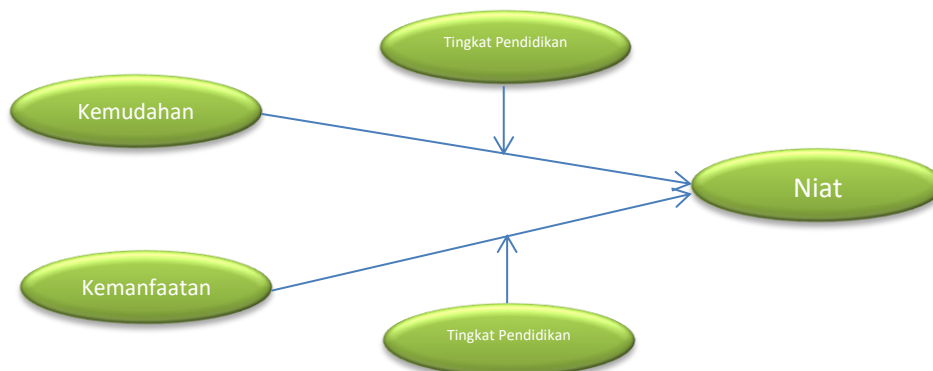 Tingkat Pendidikan
Kemudahan
Niat
Kemanfaatan
Tingkat Pendidikan